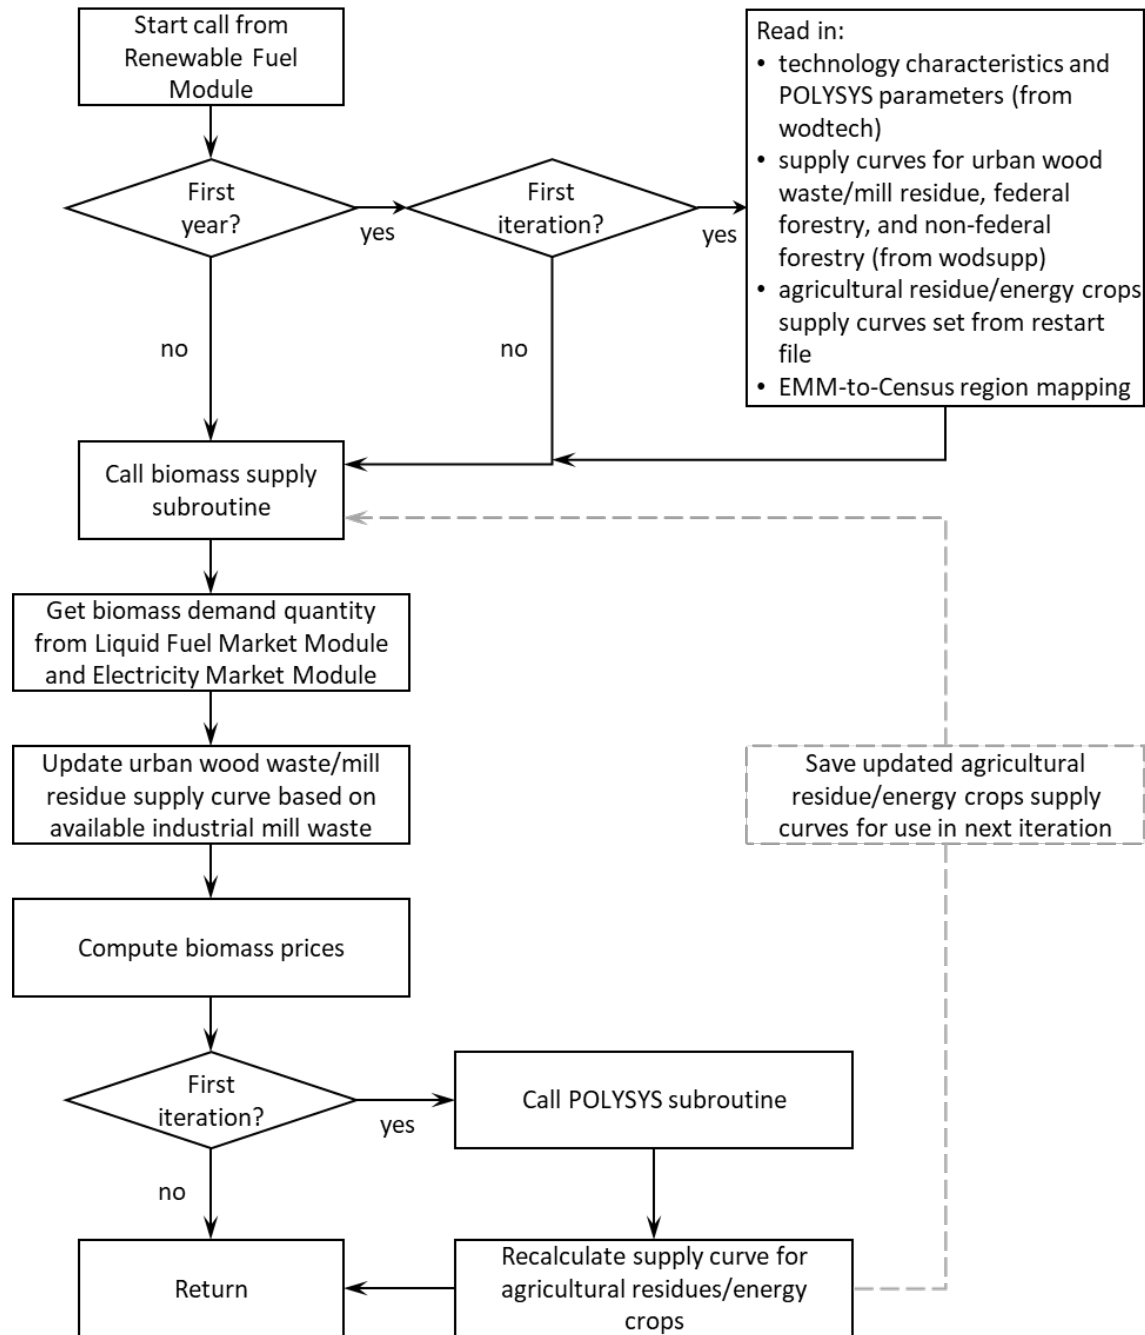 Start call from
Renewable Fuel
Module
First
year?
yes
no
First
iteration?
yes
no
Read in:
• technology characteristics and
POLYSYS parameters (from
wodtech)
• supply curves for urban wood
waste/mill residue, federal
forestry, and non-federal
forestry (from wodsupp)
• agricultural residue/energy crops
supply curves set from restart
file
• EMM-to-Census region mapping
Call biomass supply
subroutine
Get biomass demand quantity
from Liquid Fuel Market Module
and Electricity Market Module
Update urban wood waste/mill
residue supply curve based on
available industrial mill waste
Save updated agricultural
residue/energy crops supply
curves for use in next iteration
Compute biomass prices
First
iteration?
yes
no
Call POLYSYS subroutine
Return
Recalculate supply curve for
agricultural residues/energy
crops